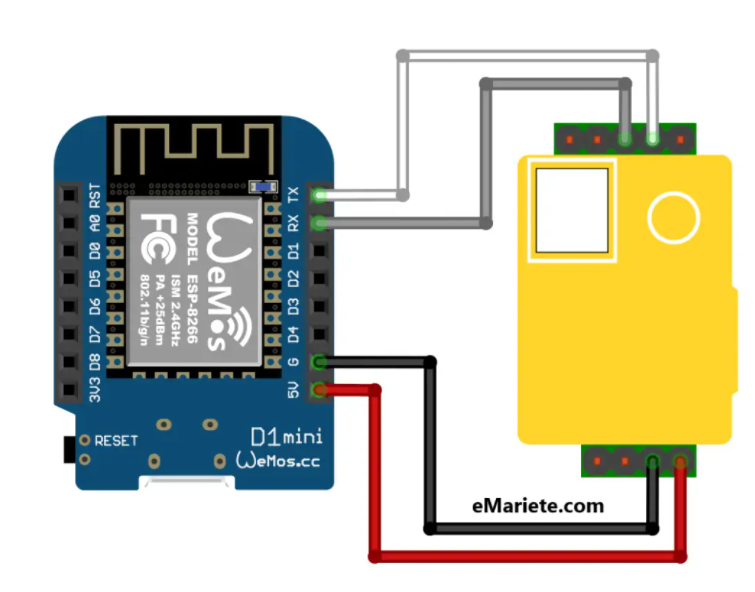 TX
RX
D1
D2
D3
D4
G
5V
RST
A0
D0
D5
D6
D7
D8
3V3
WeMos
MODEL ESP-8266
ISM 2.4GHz
PA +25dBm
802.11b/g/n
FC
RESET
D1 mini
WeMos.cc
eMariete.com